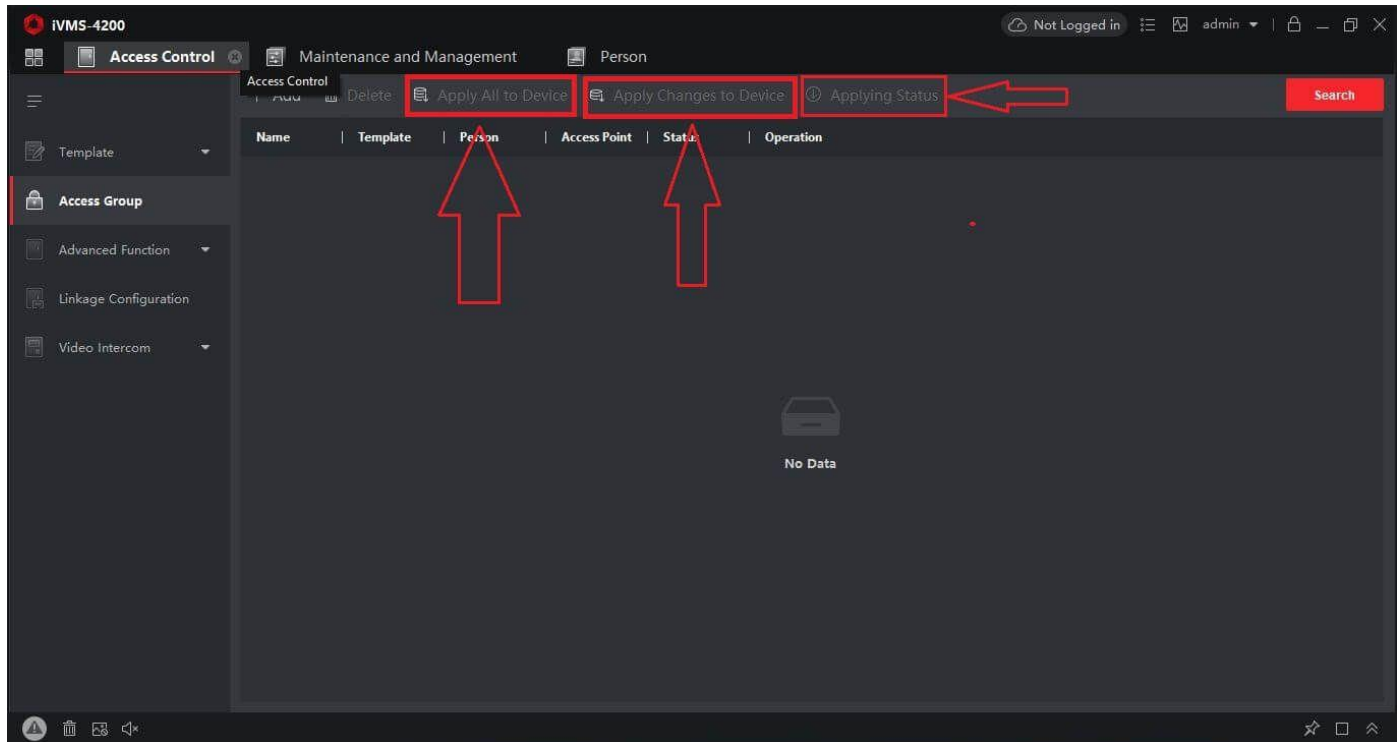 iVMS-4200
Not Logged in
admin
Access Control
Maintenance and Management
Person
Access Control
Add
Delete
Apply All to Device
Apply Changes to Device
Applying Status
Search
Name | Template | Person | Access Point | Status | Operation
Template
Access Group
Advanced Function
Linkage Configuration
Video Intercom
No Data